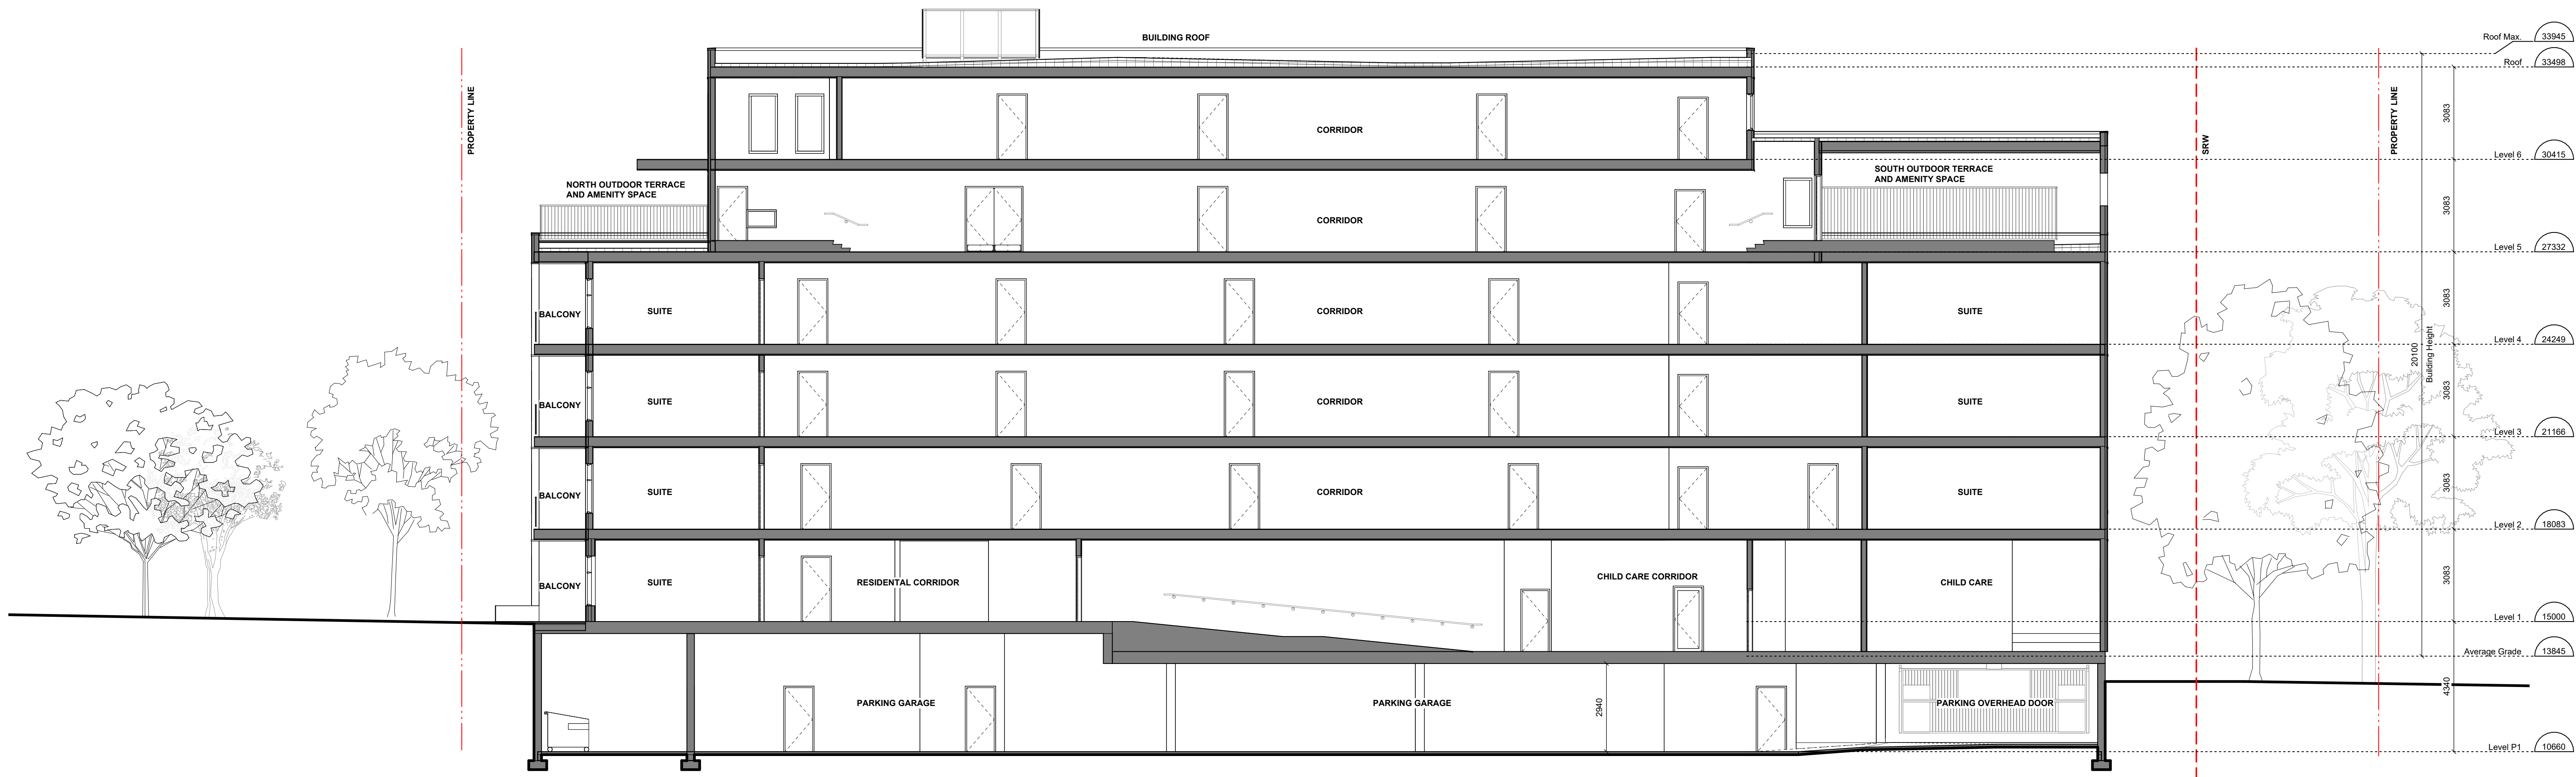 BUILDING ROOF
Roof Max. 33945
Roof 33498
PROPERTY LINE
SRW
PROPERTY LINE
CORRIDOR
3083
Level 6 30415
NORTH OUTDOOR TERRACE
AND AMENITY SPACE
SOUTH OUTDOOR TERRACE
AND AMENITY SPACE
CORRIDOR
3083
Level 5 27332
BALCONY
SUITE
CORRIDOR
SUITE
3083
Level 4 24249
20100
Building Height
BALCONY
SUITE
CORRIDOR
SUITE
3083
Level 3 21166
BALCONY
SUITE
CORRIDOR
SUITE
3083
Level 2 18083
BALCONY
SUITE
RESIDENTAL CORRIDOR
CHILD CARE CORRIDOR
CHILD CARE
3083
Level 1 15000
Average Grade 13845
4340
PARKING GARAGE
PARKING GARAGE
2940
PARKING OVERHEAD DOOR
Level P1 10660